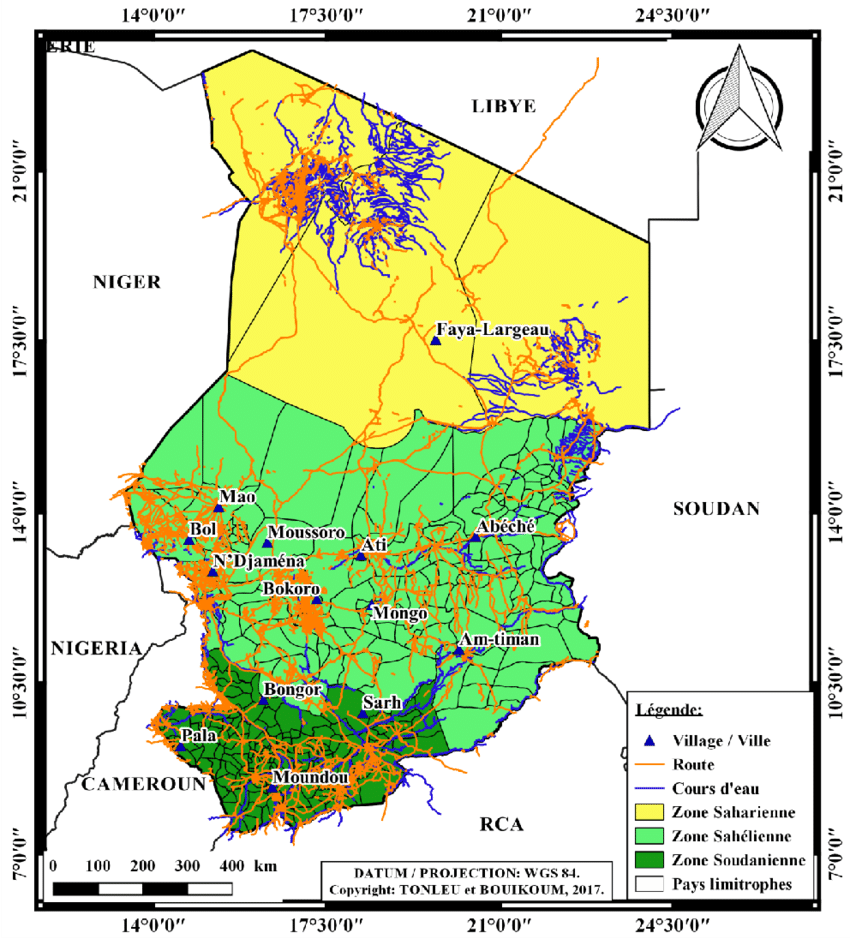 14°0'0'' 17°30'0'' 21°0'0'' 24°30'0''
ERIE
LIBYE
21°0'0'' 21°0'0''
NIGER
Faya-Largeau
17°30'0'' 17°30'0''
Mao
SOUDAN
14°0'0'' 14°0'0''
Bol
Moussoro
Abéché
Ati
N'Djaména
Bokoro
Mongo
NIGERIA
Am-timan
10°30'0'' 10°30'0''
Bongor
Sarh
Pala
CAMEROUN
Moundou
RCA
7°0'0'' 7°0'0''
Légende:
Village / Ville
Route
Cours d'eau
Zone Saharienne
Zone Sahélienne
Zone Soudanienne
Pays limitrophes
0 100 200 300 400 km
DATUM / PROJECTION: WGS 84.
Copyright: TONLEU et BOUIKOUM, 2017.
14°0'0'' 17°30'0'' 21°0'0'' 24°30'0''